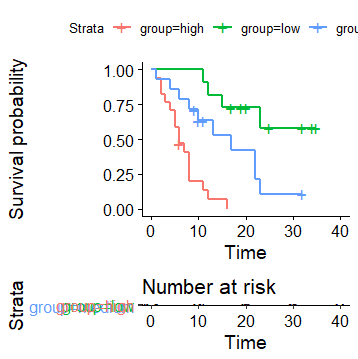 Strata group=high group=low gro
Survival probability
1.00
0.75
0.50
0.25
0.00
0 10 20 30 40
Time
Number at risk
Strata
0 10 20 30 40
Time